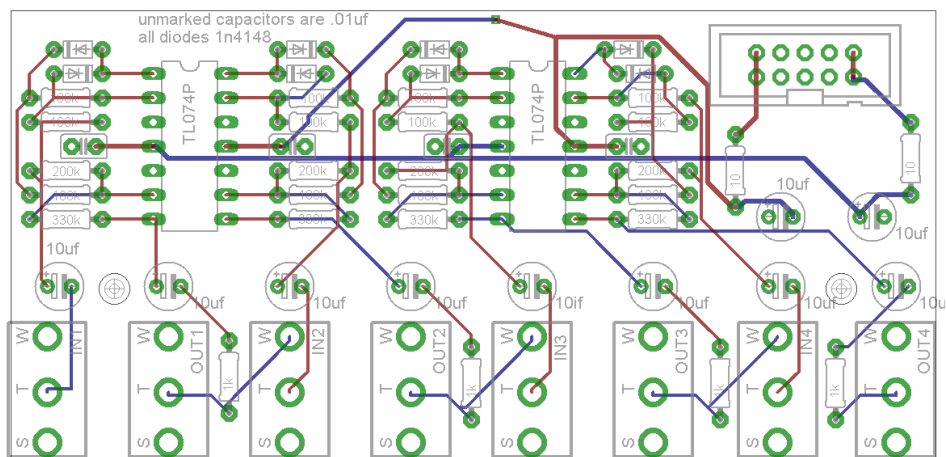 unmarked capacitors are .01uf
all diodes 1n4148
100k
100k
100k
100k
100k
100k
100k
100k
TL074P
TL074P
200k
200k
200k
200k
100k
100k
100k
100k
330k
330k
330k
330k
10
10
10uf
10uf
10uf
10uf
10uf
10uf
10if
10uf
10uf
10uf
W
T
S
IN1
W
T
S
OUT1
1k
W
T
S
IN2
W
T
S
OUT2
1k
W
T
S
IN3
W
T
S
OUT3
1k
W
T
S
IN4
1k
W
T
S
OUT4